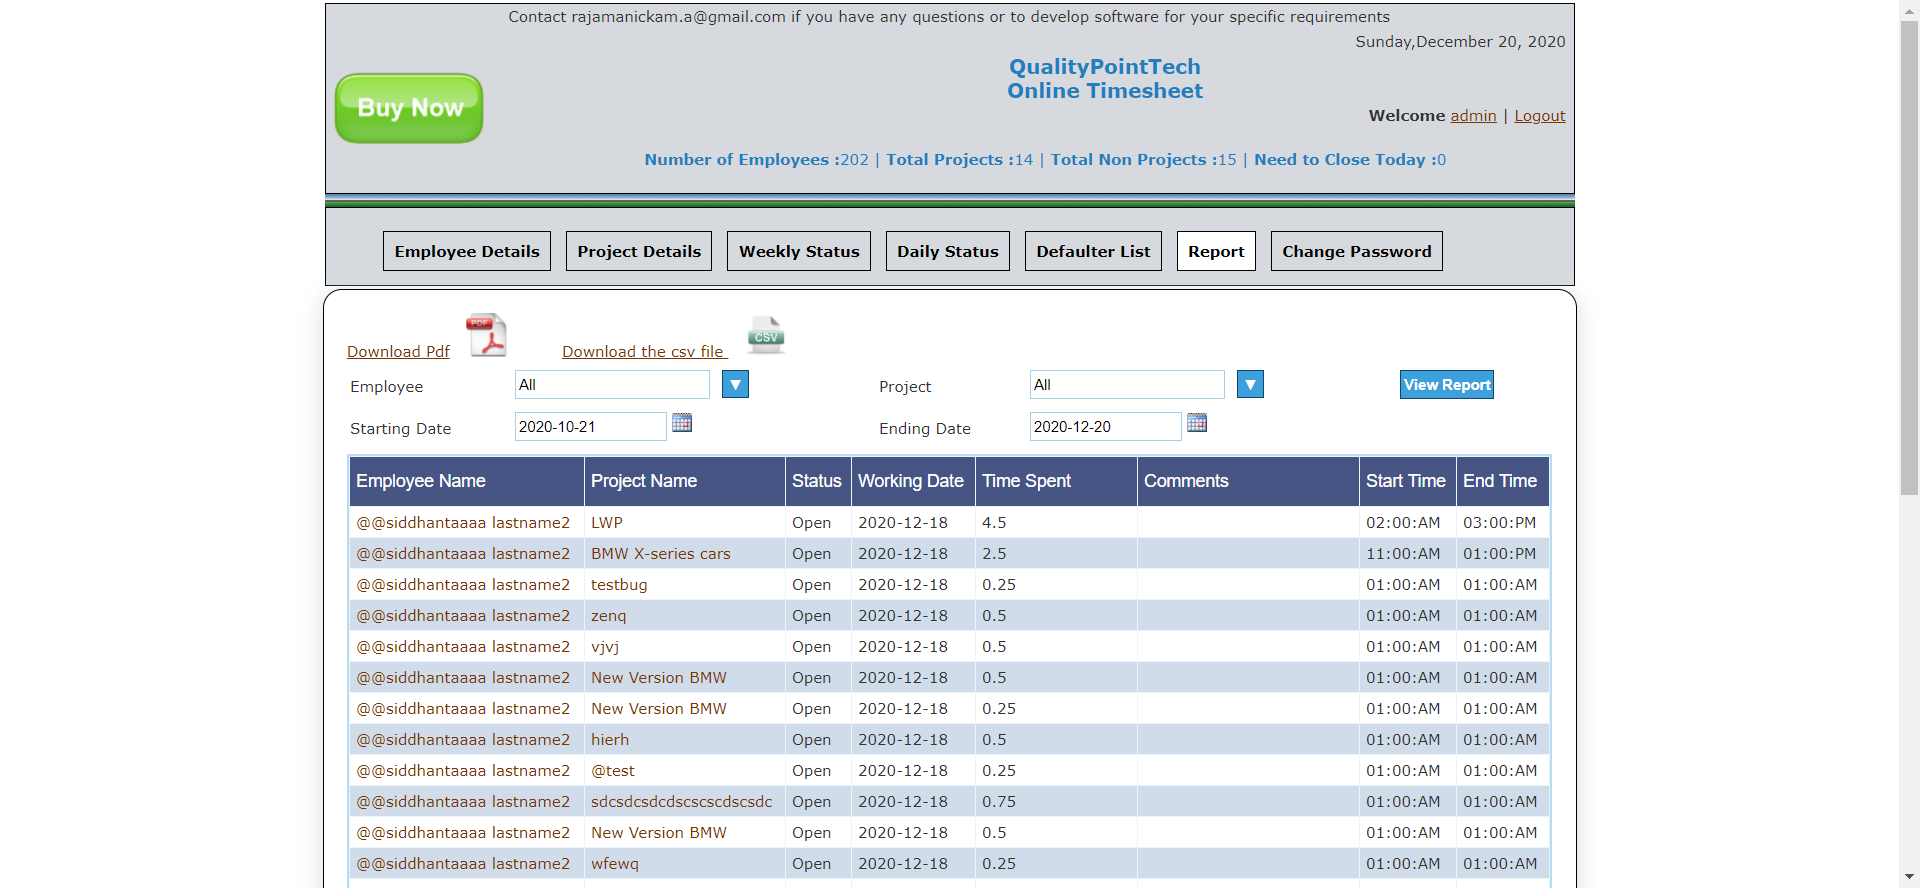 Contact rajamanickam.a@gmail.com if you have any questions or to develop software for your specific requirements
Sunday,December 20, 2020
QualityPointTech
Online Timesheet
Buy Now
Welcome admin | Logout
Number of Employees :202 | Total Projects :14 | Total Non Projects :15 | Need to Close Today :0
Employee Details Project Details Weekly Status Daily Status Defaulter List Report Change Password
Download Pdf PDF Download the csv file CSV
Employee All Project All View Report
Starting Date 2020-10-21 Ending Date 2020-12-20
Employee Name Project Name Status Working Date Time Spent Comments Start Time End Time
@@siddhantaaaa lastname2 LWP Open 2020-12-18 4.5 02:00:AM 03:00:PM
@@siddhantaaaa lastname2 BMW X-series cars Open 2020-12-18 2.5 11:00:AM 01:00:PM
@@siddhantaaaa lastname2 testbug Open 2020-12-18 0.25 01:00:AM 01:00:AM
@@siddhantaaaa lastname2 zenq Open 2020-12-18 0.5 01:00:AM 01:00:AM
@@siddhantaaaa lastname2 vjvj Open 2020-12-18 0.5 01:00:AM 01:00:AM
@@siddhantaaaa lastname2 New Version BMW Open 2020-12-18 0.5 01:00:AM 01:00:AM
@@siddhantaaaa lastname2 New Version BMW Open 2020-12-18 0.25 01:00:AM 01:00:AM
@@siddhantaaaa lastname2 hierh Open 2020-12-18 0.5 01:00:AM 01:00:AM
@@siddhantaaaa lastname2 @test Open 2020-12-18 0.25 01:00:AM 01:00:AM
@@siddhantaaaa lastname2 sdcsdcsdcdscscscdscsdc Open 2020-12-18 0.75 01:00:AM 01:00:AM
@@siddhantaaaa lastname2 New Version BMW Open 2020-12-18 0.5 01:00:AM 01:00:AM
@@siddhantaaaa lastname2 wfewq Open 2020-12-18 0.25 01:00:AM 01:00:AM